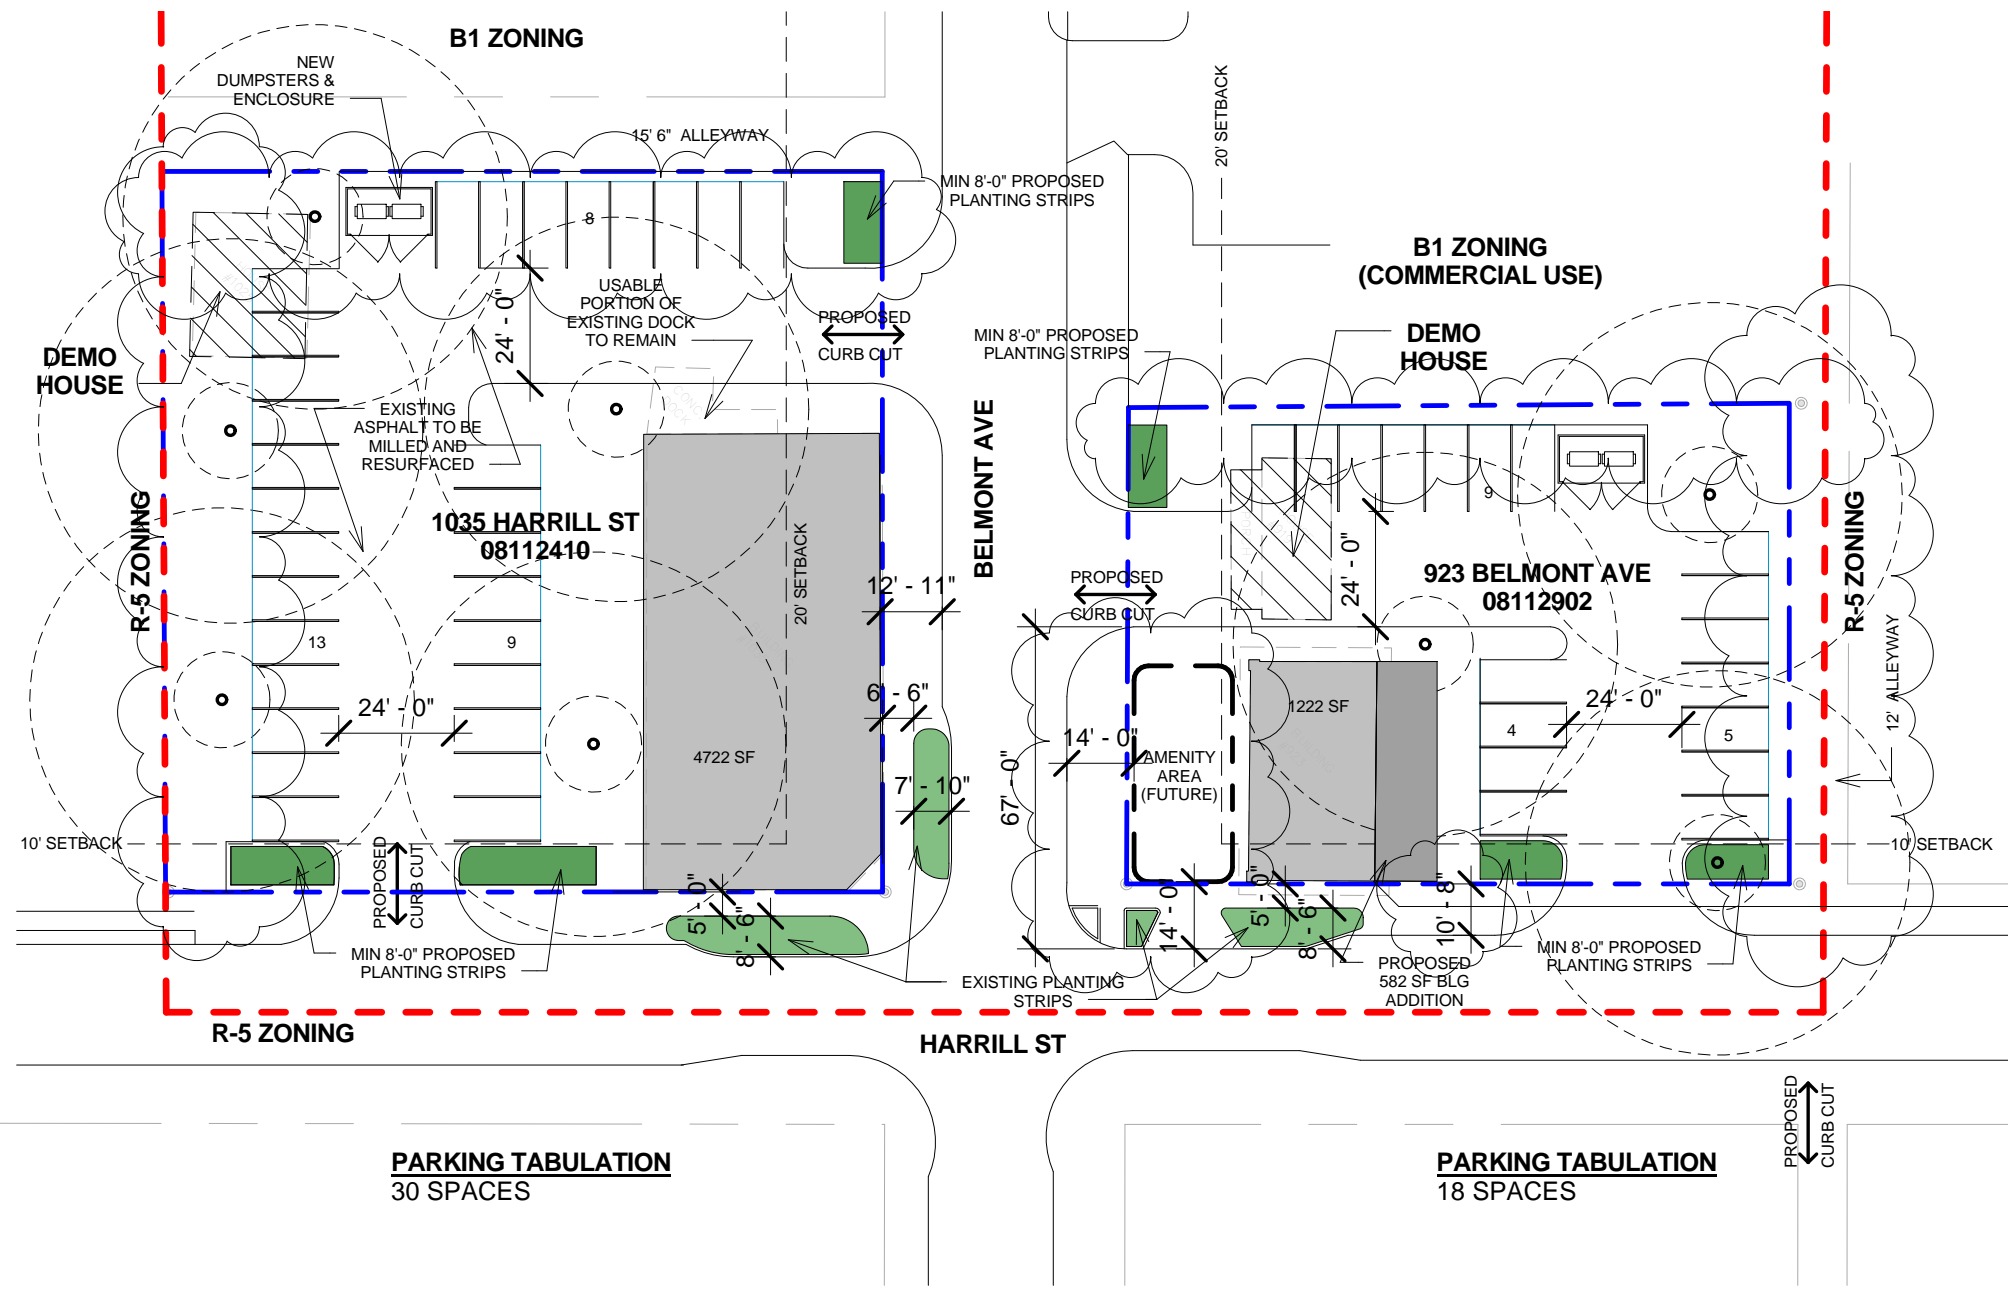 B1 ZONING
NEW
DUMPSTERS &
ENCLOSURE
15' 6" ALLEYWAY
20' SETBACK
MIN 8'-0" PROPOSED
PLANTING STRIPS
8
B1 ZONING
(COMMERCIAL USE)
USABLE
PORTION OF
EXISTING DOCK
TO REMAIN
24' - 0"
PROPOSED
CURB CUT
MIN 8'-0" PROPOSED
PLANTING STRIPS
DEMO
HOUSE
DEMO
HOUSE
EXISTING
ASPHALT TO BE
MILLED AND
RESURFACED
CONC
DOCK
BELMONT AVE
R-5 ZONING
1035 HARRILL ST
08112410
20' SETBACK
9
24' - 0"
R-5 ZONING
12' - 11"
PROPOSED
CURB CUT
923 BELMONT AVE
08112902
13
9
12' ALLEYWAY
24' - 0"
6' - 6"
14' - 0"
1222 SF
24' - 0"
4
5
4722 SF
AMENITY
AREA
(FUTURE)
7' - 10"
67' - 0"
10' SETBACK
10' SETBACK
PROPOSED
CURB CUT
5' - 0"
8' - 6"
14' - 0"
5' - 0"
8' - 6"
10' - 8"
MIN 8'-0" PROPOSED
PLANTING STRIPS
EXISTING PLANTING
STRIPS
PROPOSED
582 SF BLG
ADDITION
MIN 8'-0" PROPOSED
PLANTING STRIPS
R-5 ZONING
HARRILL ST
PROPOSED
CURB CUT
PARKING TABULATION
30 SPACES
PARKING TABULATION
18 SPACES